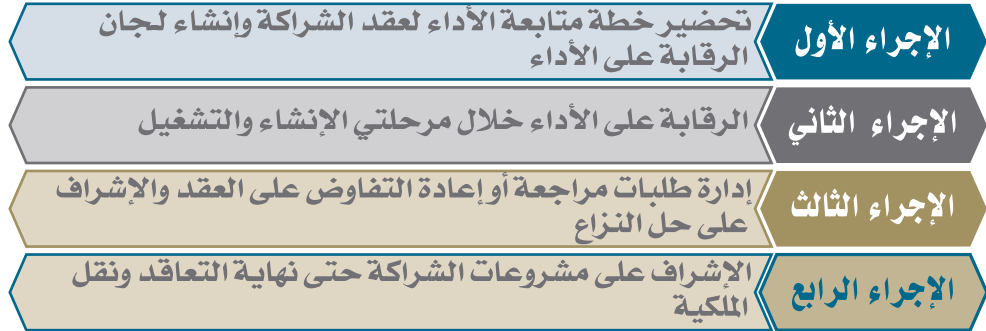 الإجراء الأول
تحضير خطة متابعة الأداء لعقد الشراكة وإنشاء لجان
الرقابة على الأداء
الإجراء الثاني
الرقابة على الأداء خلال مرحلتي الإنشاء والتشغيل
الإجراء الثالث
إدارة طلبات مراجعة أو إعادة التفاوض على العقد والإشراف
على حل النزاع
الإجراء الرابع
الإشراف على مشروعات الشراكة حتى نهاية التعاقد ونقل
الملكية